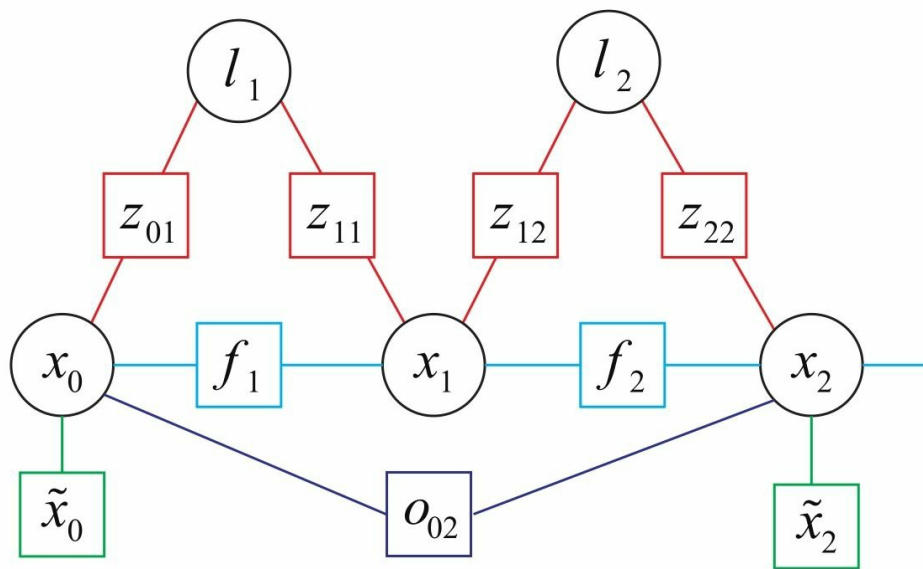 l₁ l₂
z₀₁ z₁₁ z₁₂ z₂₂
x₀ f₁ x₁ f₂ x₂
x̃₀ o₀₂ x̃₂